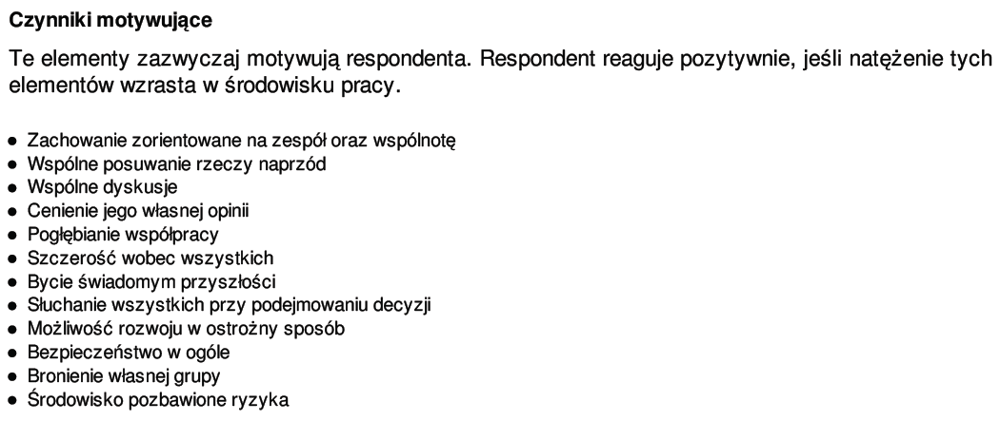 Czynniki motywujące
Te elementy zazwyczaj motywują respondenta. Respondent reaguje pozytywnie, jeśli natężenie tych
elementów wzrasta w środowisku pracy.
● Zachowanie zorientowane na zespół oraz wspólnotę
● Wspólne posuwanie rzeczy naprzód
● Wspólne dyskusje
● Cenienie jego własnej opinii
● Pogłębianie współpracy
● Szczerość wobec wszystkich
● Bycie świadomym przyszłości
● Słuchanie wszystkich przy podejmowaniu decyzji
● Możliwość rozwoju w ostrożny sposób
● Bezpieczeństwo w ogóle
● Bronienie własnej grupy
● Środowisko pozbawione ryzyka